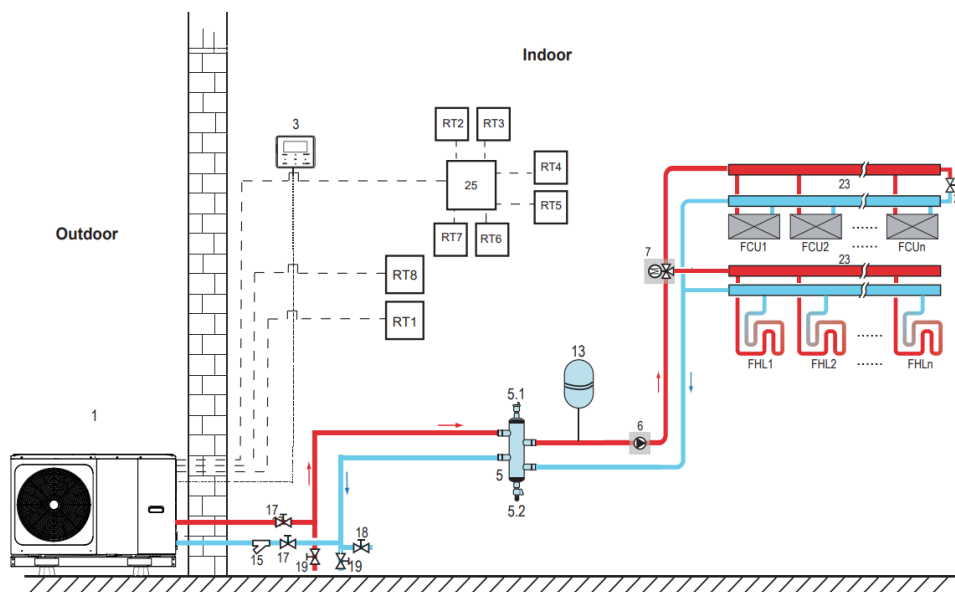 Indoor
Outdoor
3
RT2
RT3
25
RT4
RT5
RT7
RT6
RT8
RT1
23
FCU1
FCU2
......
FCUn
7
23
FHL1
FHL2
......
......
FHLn
13
5.1
6
5
5.2
1
17
18
15
17
19
19